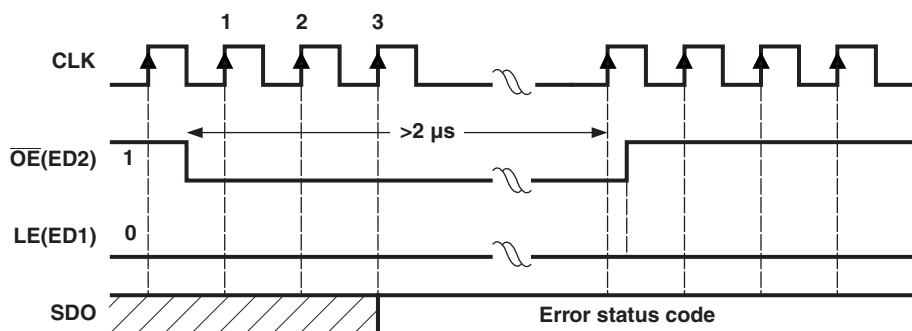 1 2 3
CLK
>2 µs
OE(ED2) 1
LE(ED1) 0
SDO Error status code